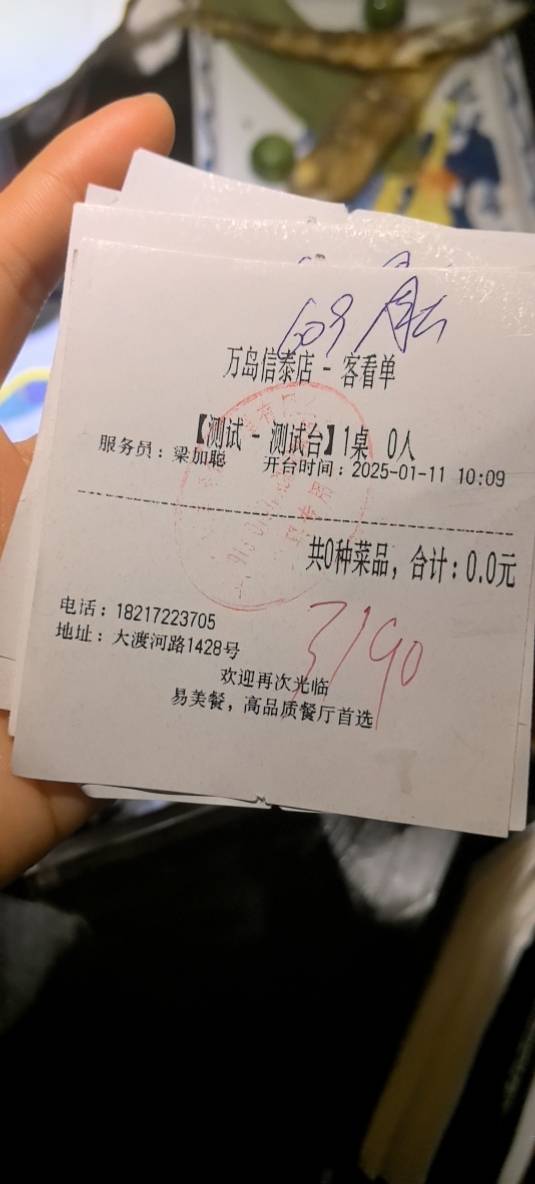 609
万岛信泰店 - 客看单
【测试 - 测试台】1桌 0人
服务员：梁加聪 开台时间：2025-01-11 10:09
共0种菜品，合计：0.0元
3190
电话：18217223705
地址：大渡河路1428号
欢迎再次光临
易美餐，高品质餐厅首选